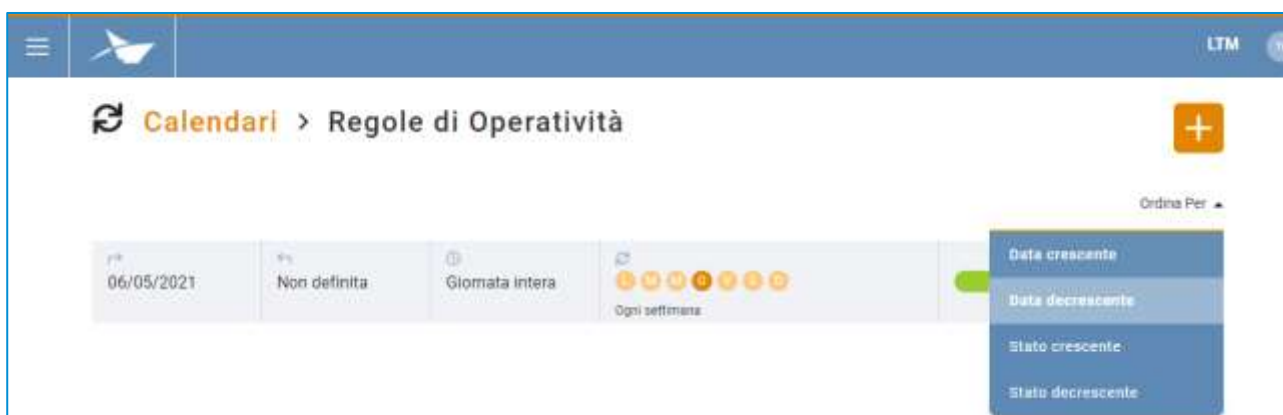 LTM
Calendari > Regole di Operatività
Ordina Per
06/05/2021
Non definita
Giornata intera
L M M G V S D
Ogni settimana
Data crescente
Data decrescente
Stato crescente
Stato decrescente